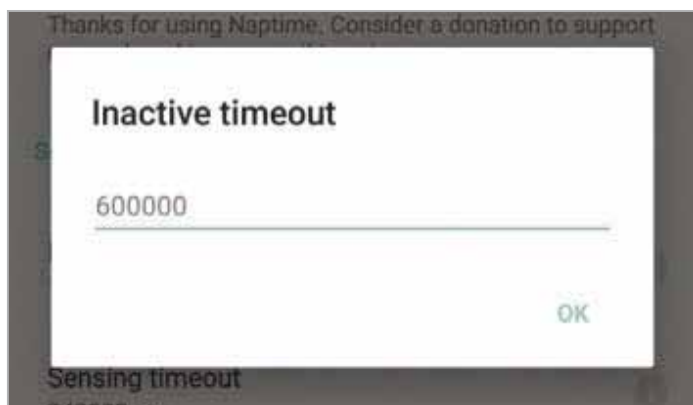 Thanks for using Naptime. Consider a donation to support
Inactive timeout
600000
OK
Sensing timeout